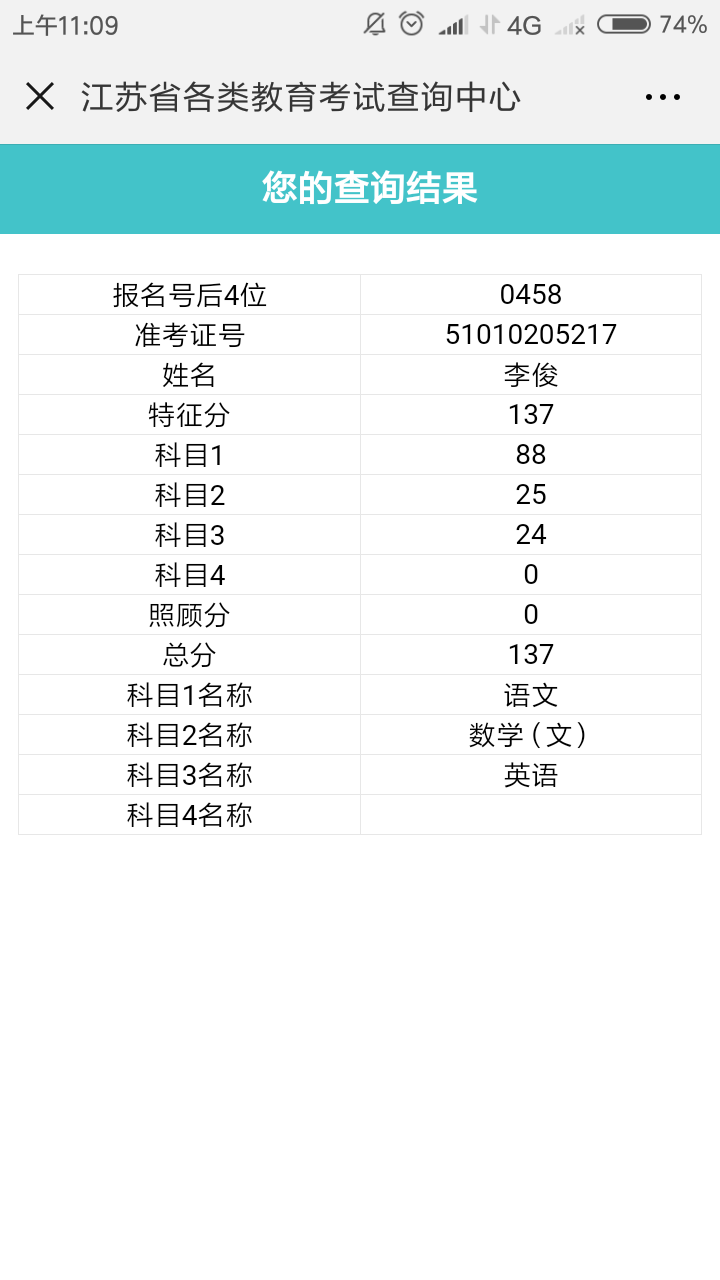 上午11:09 4G 74%
江苏省各类教育考试查询中心
您的查询结果
报名号后4位 0458
准考证号 51010205217
姓名 李俊
特征分 137
科目1 88
科目2 25
科目3 24
科目4 0
照顾分 0
总分 137
科目1名称 语文
科目2名称 数学(文)
科目3名称 英语
科目4名称